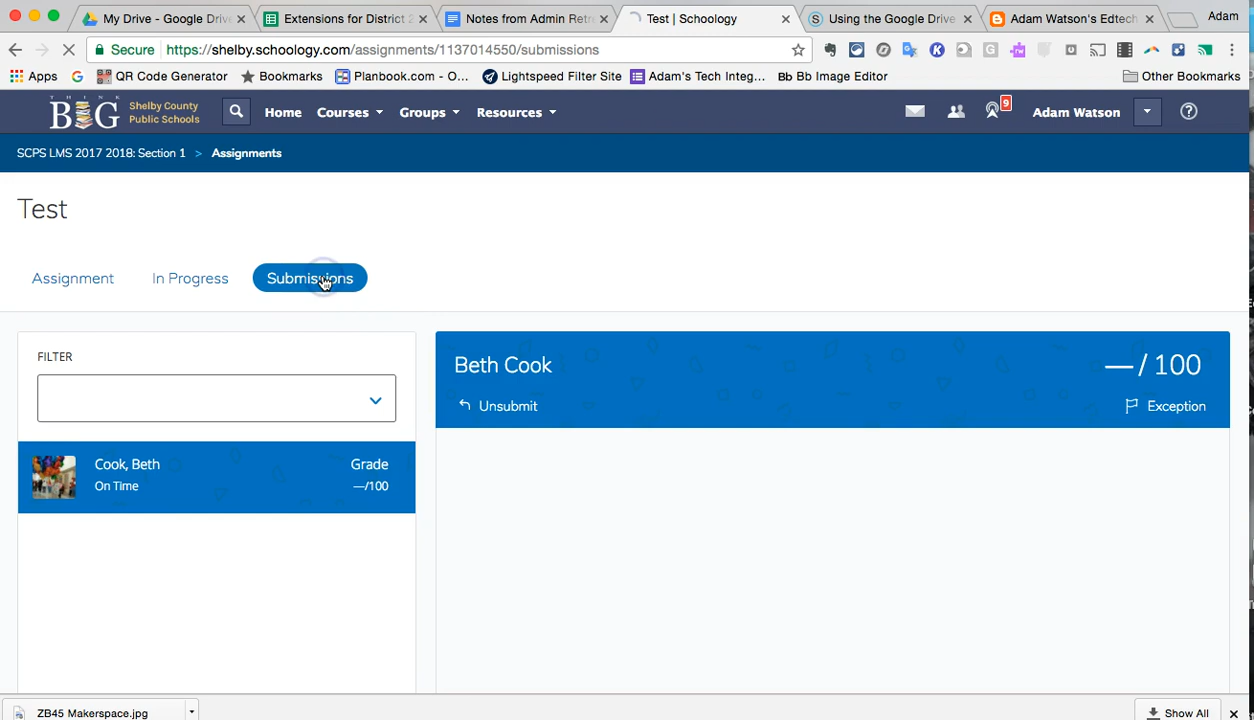 My Drive - Google Driv
Extensions for District 2
Notes from Admin Retr
Test | Schoology
Using the Google Drive
Adam Watson's Edtech
Adam
Secure
https://shelby.schoology.com/assignments/1137014550/submissions
Apps
QR Code Generator
Bookmarks
Planbook.com - O...
Lightspeed Filter Site
Adam's Tech Integ...
Bb Bb Image Editor
Other Bookmarks
THINK
BIG
Shelby County
Public Schools
Home
Courses
Groups
Resources
9
Adam Watson
SCPS LMS 2017 2018: Section 1 > Assignments
Test
Assignment
In Progress
Submissions
FILTER
Cook, Beth
Grade
On Time
—/100
Beth Cook
— / 100
Unsubmit
Exception
ZB45 Makerspace.jpg
Show All